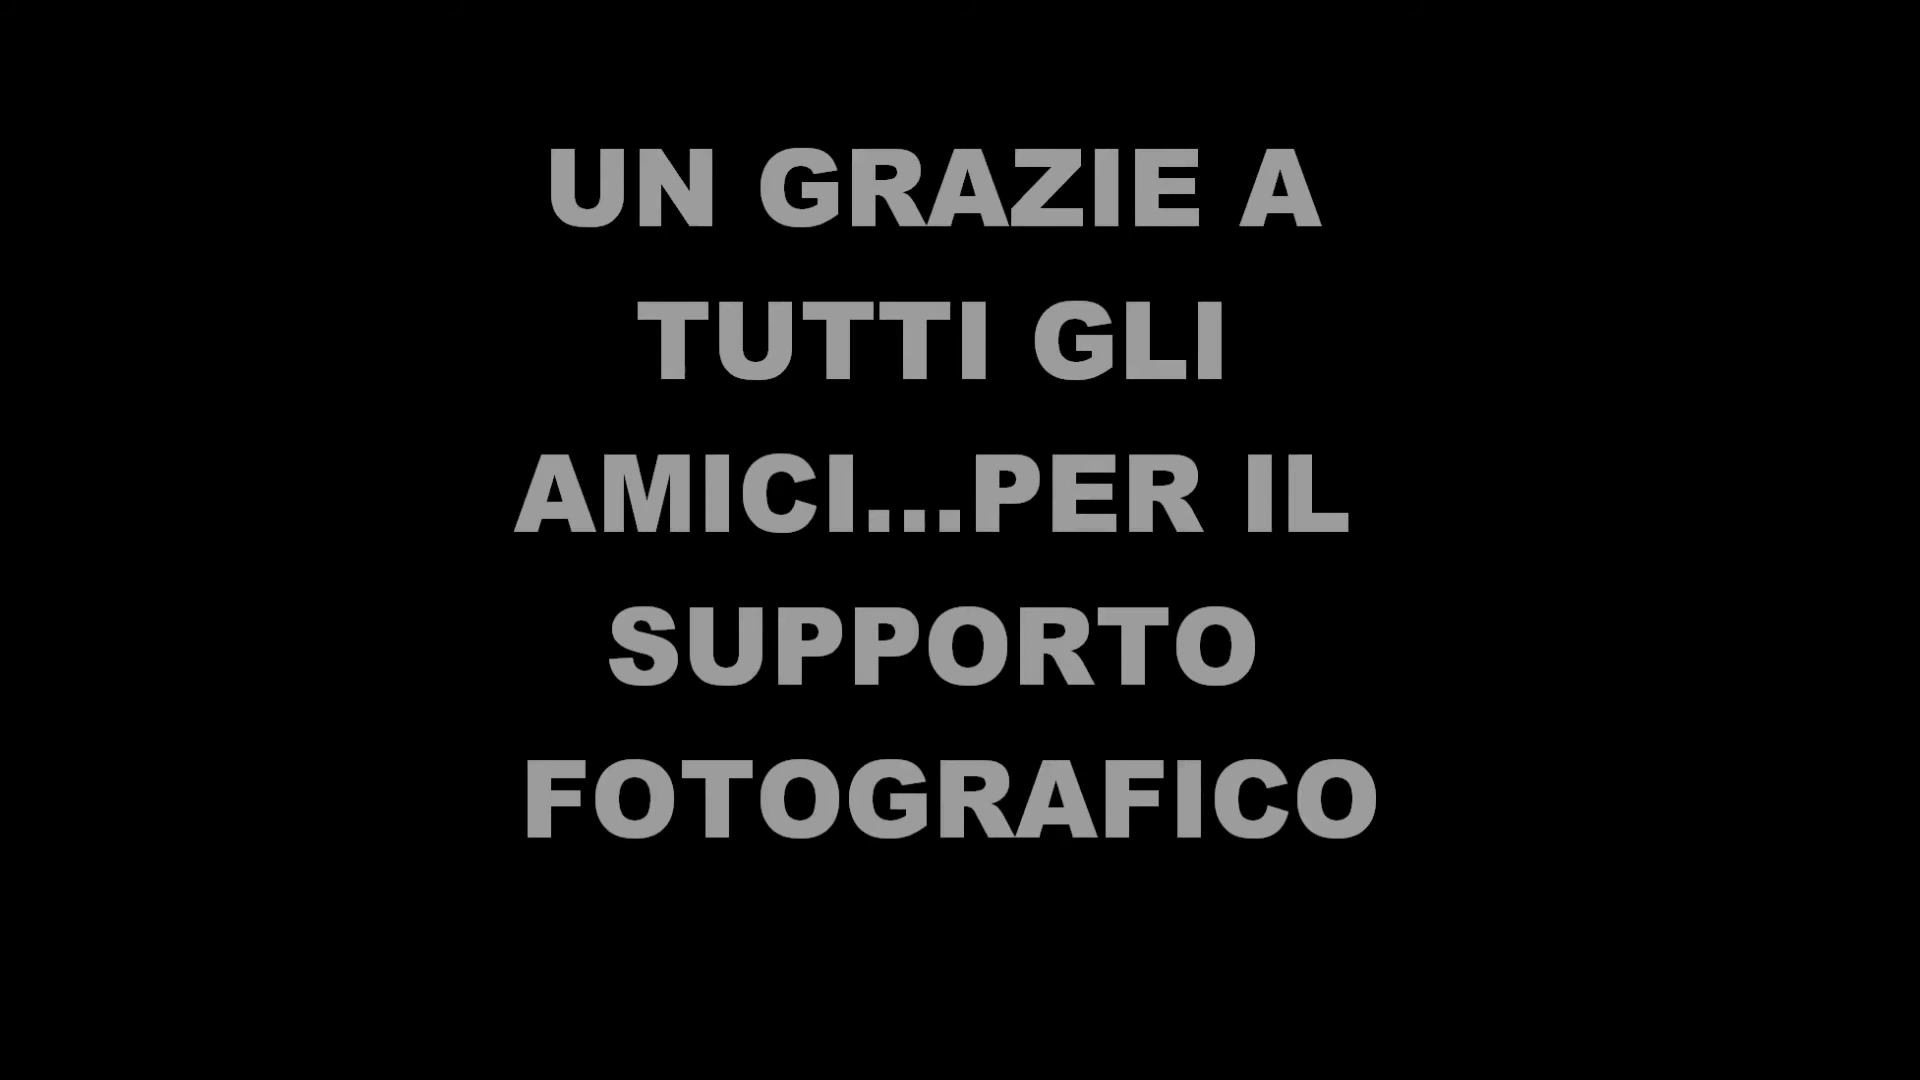 UN GRAZIE A
TUTTI GLI
AMICI...PER IL
SUPPORTO
FOTOGRAFICO